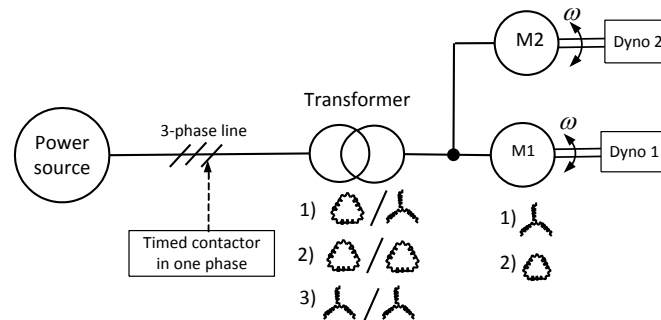 ω
M2
Dyno 2
Transformer
3-phase line
Power
source
ω
M1
Dyno 1
1) /
1)
Timed contactor
in one phase
2) /
2)
3) /